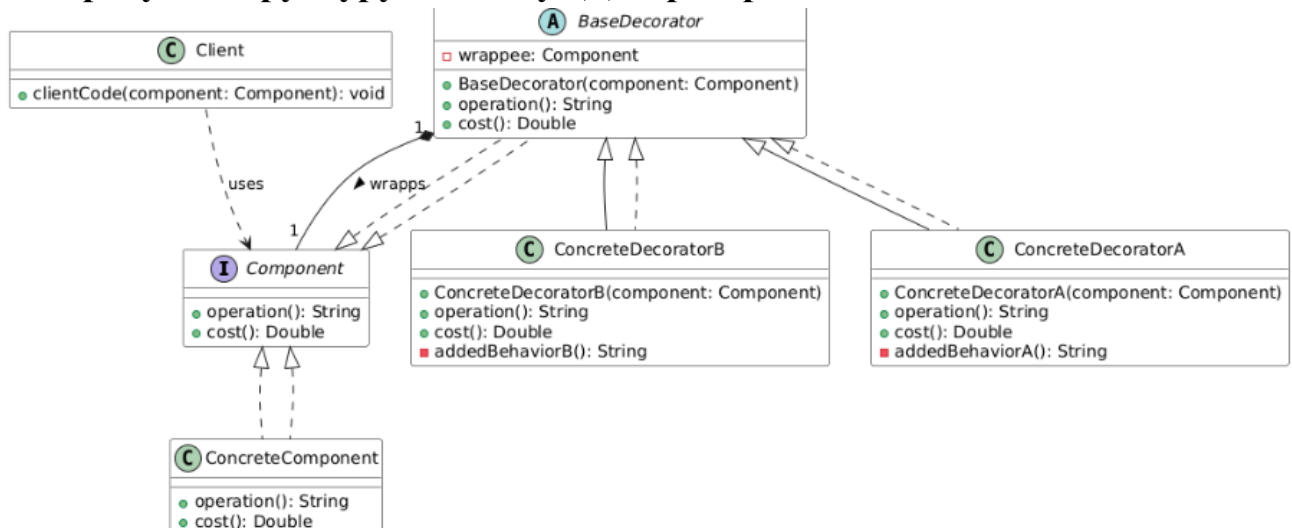 C Client
clientCode(component: Component): void
A BaseDecorator
wrappee: Component
BaseDecorator(component: Component)
operation(): String
cost(): Double
1
wrapps
uses
1
I Component
operation(): String
cost(): Double
C ConcreteDecoratorB
ConcreteDecoratorB(component: Component)
operation(): String
cost(): Double
addedBehaviorB(): String
C ConcreteDecoratorA
ConcreteDecoratorA(component: Component)
operation(): String
cost(): Double
addedBehaviorA(): String
C ConcreteComponent
operation(): String
cost(): Double